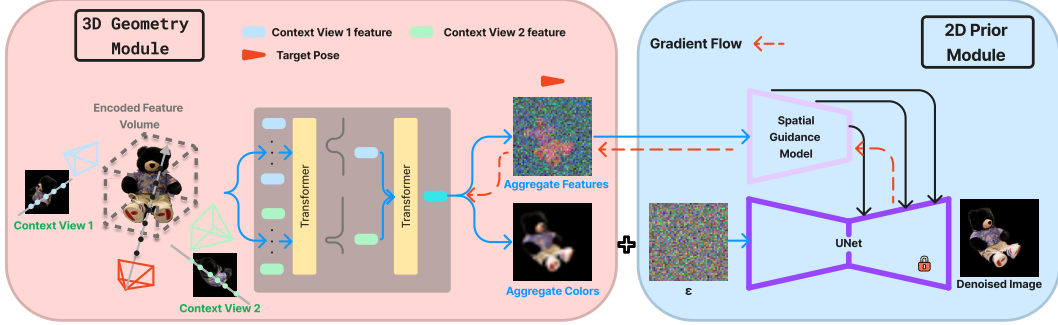 3D Geometry
Module
Context View 1 feature
Context View 2 feature
Target Pose
Encoded Feature
Volume
Context View 1
Context View 2
Transformer
Transformer
Aggregate Features
Aggregate Colors
Gradient Flow
2D Prior
Module
Spatial
Guidance
Model
UNet
ε
Denoised Image